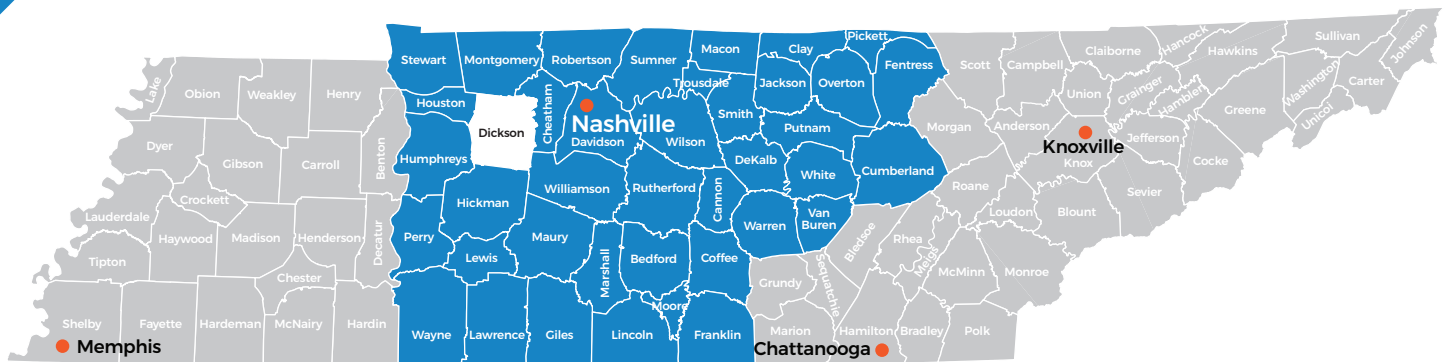 Lake
Obion
Weakley
Henry
Dyer
Gibson
Carroll
Benton
Crockett
Lauderdale
Haywood
Madison
Henderson
Decatur
Tipton
Chester
Shelby
Fayette
Hardeman
McNairy
Hardin
Memphis
Stewart
Montgomery
Robertson
Sumner
Macon
Clay
Pickett
Fentress
Houston
Dickson
Cheatham
Nashville
Davidson
Trousdale
Wilson
Smith
Jackson
Overton
Putnam
Humphreys
DeKalb
White
Cumberland
Williamson
Rutherford
Cannon
Hickman
Warren
Van
Buren
Perry
Lewis
Maury
Marshall
Bedford
Coffee
Moore
Wayne
Lawrence
Giles
Lincoln
Franklin
Scott
Campbell
Claiborne
Hancock
Hawkins
Sullivan
Johnson
Carter
Washington
Unicoi
Greene
Union
Grainger
Hamblen
Morgan
Anderson
Knoxville
Knox
Jefferson
Cocke
Sevier
Roane
Loudon
Blount
Bledsoe
Rhea
Meigs
McMinn
Monroe
Sequatchie
Grundy
Marion
Hamilton
Bradley
Polk
Chattanooga